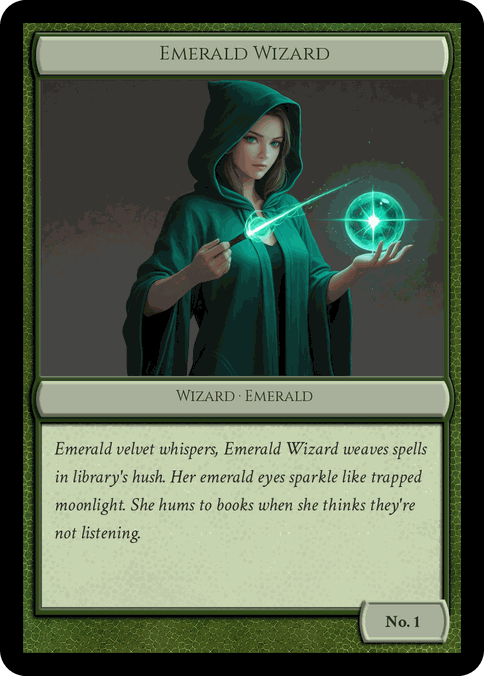 Emerald Wizard
Wizard · Emerald
Emerald velvet whispers, Emerald Wizard weaves spells
in library's hush. Her emerald eyes sparkle like trapped
moonlight. She hums to books when she thinks they're
not listening.
No. 1